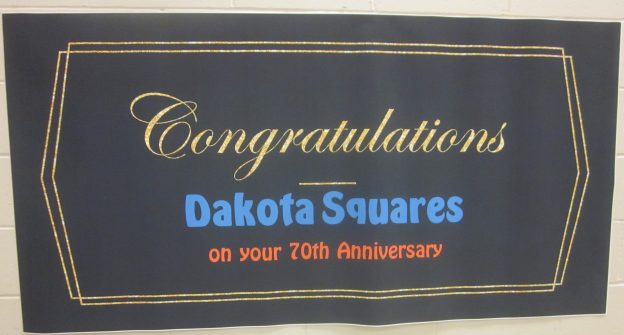 Congratulations
Dakota Squares
on your 70th Anniversary